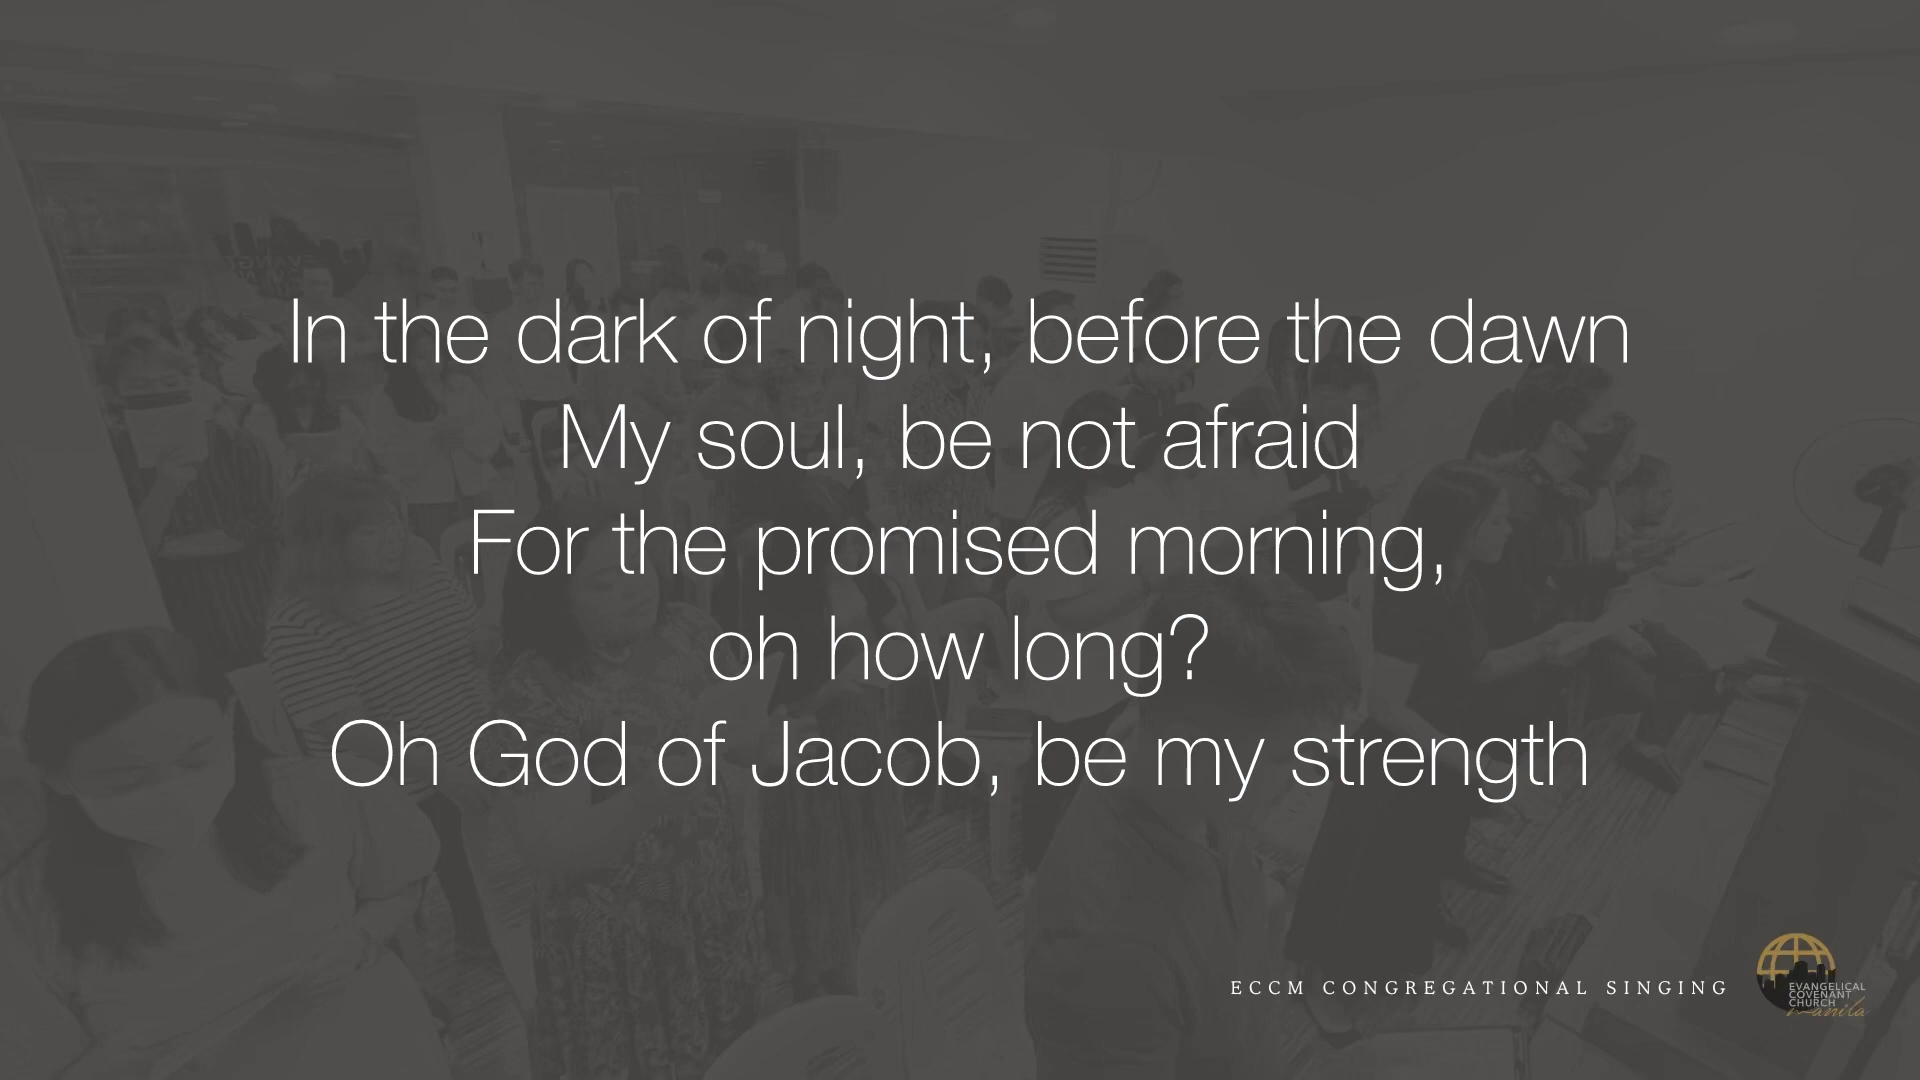 In the dark of night, before the dawn
My soul, be not afraid
For the promised morning,
oh how long?
Oh God of Jacob, be my strength
ECCM CONGREGATIONAL SINGING
EVANGELICAL
COVENANT
CHURCH
Manila